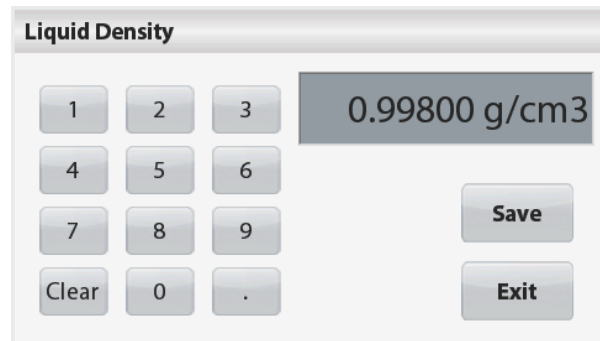 Liquid Density
0.99800 g/cm3
1 2 3
4 5 6
7 8 9
Clear 0 .
Save
Exit